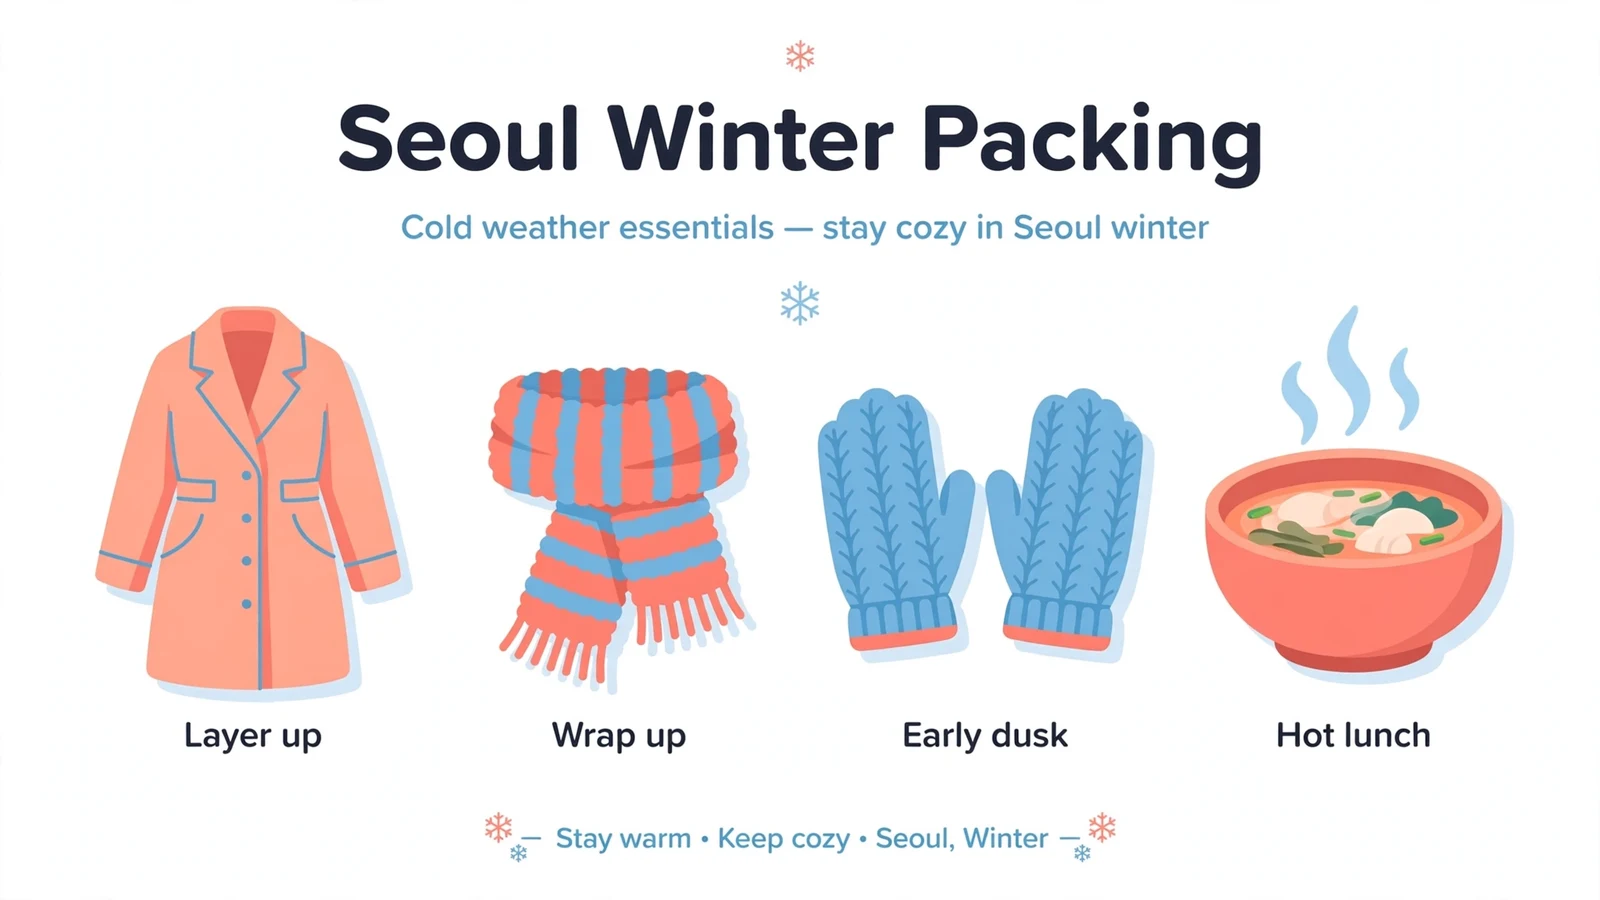 Seoul Winter Packing
Cold weather essentials — stay cozy in Seoul winter
Layer up
Wrap up
Early dusk
Hot lunch
— Stay warm • Keep cozy • Seoul, Winter —